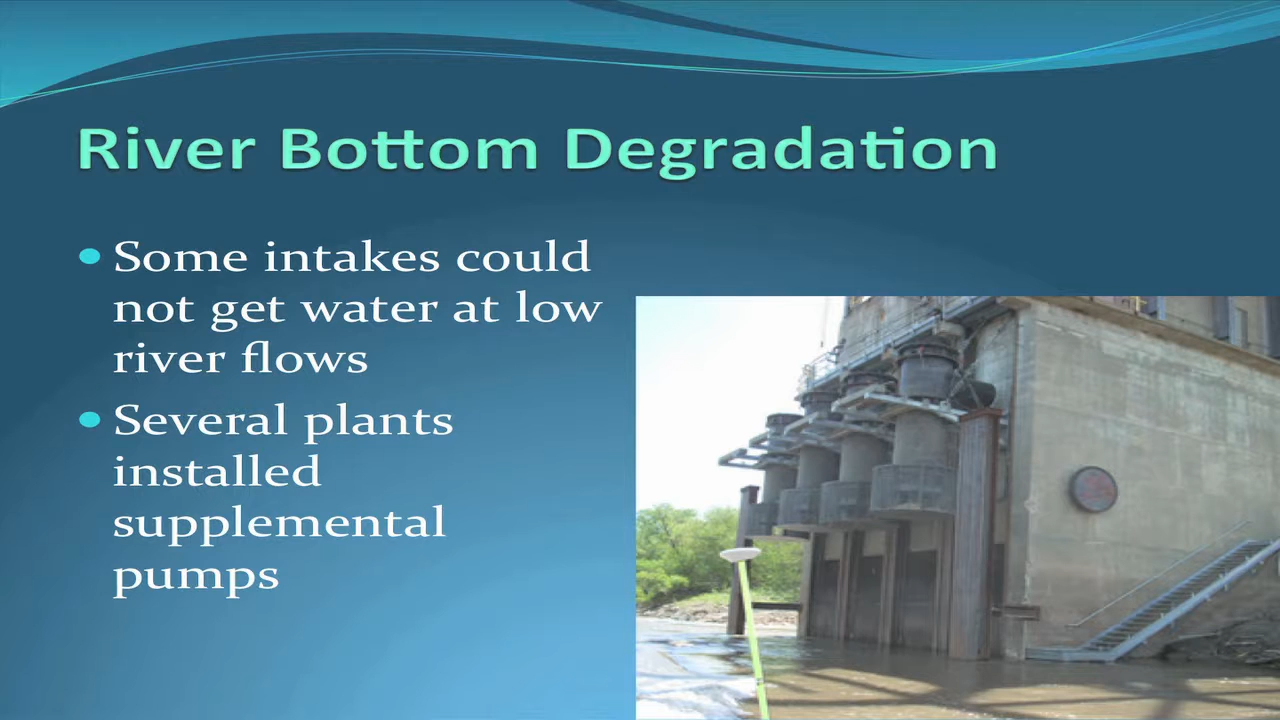 River Bottom Degradation
• Some intakes could
not get water at low
river flows
• Several plants
installed
supplemental
pumps